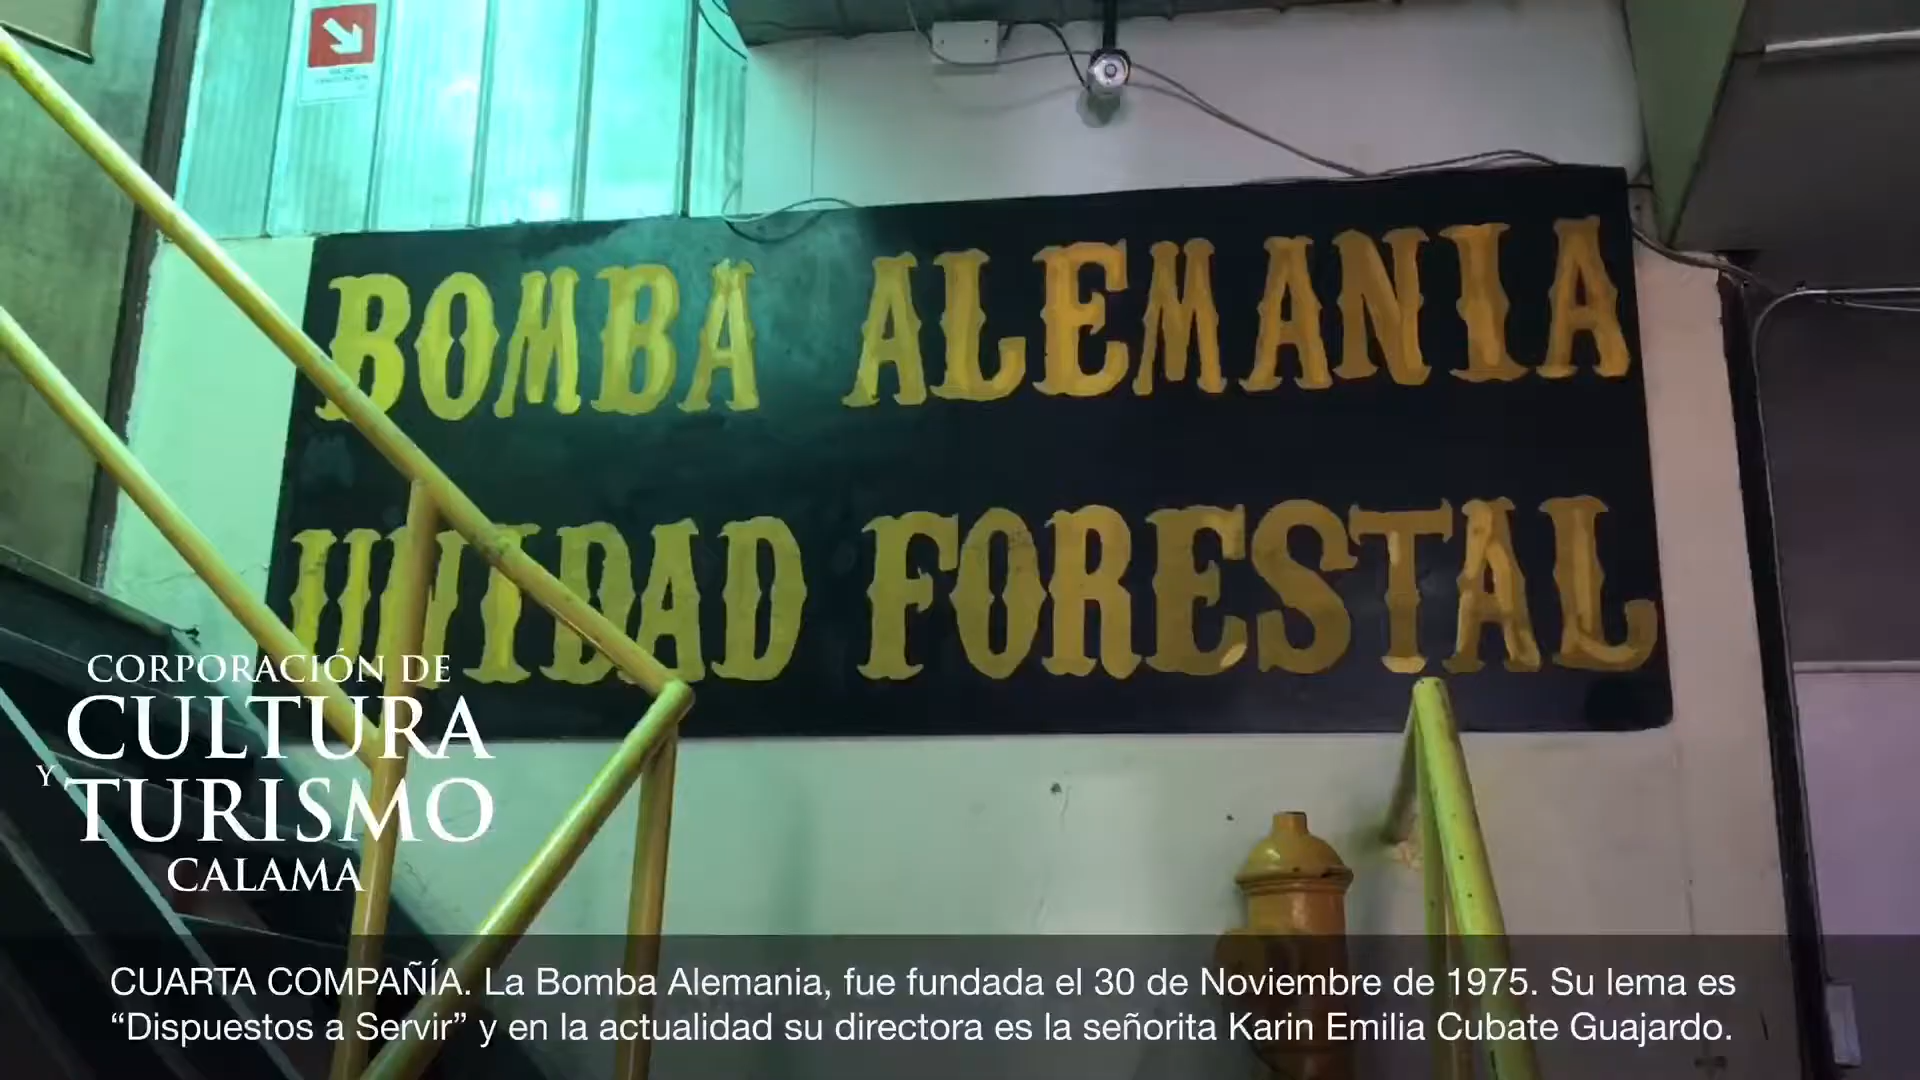 BOMBA ALEMANIA
UNIDAD FORESTAL
CORPORACIÓN DE
CULTURA
Y TURISMO
CALAMA
CUARTA COMPAÑÍA. La Bomba Alemania, fue fundada el 30 de Noviembre de 1975. Su lema es
“Dispuestos a Servir” y en la actualidad su directora es la señorita Karin Emilia Cubate Guajardo.